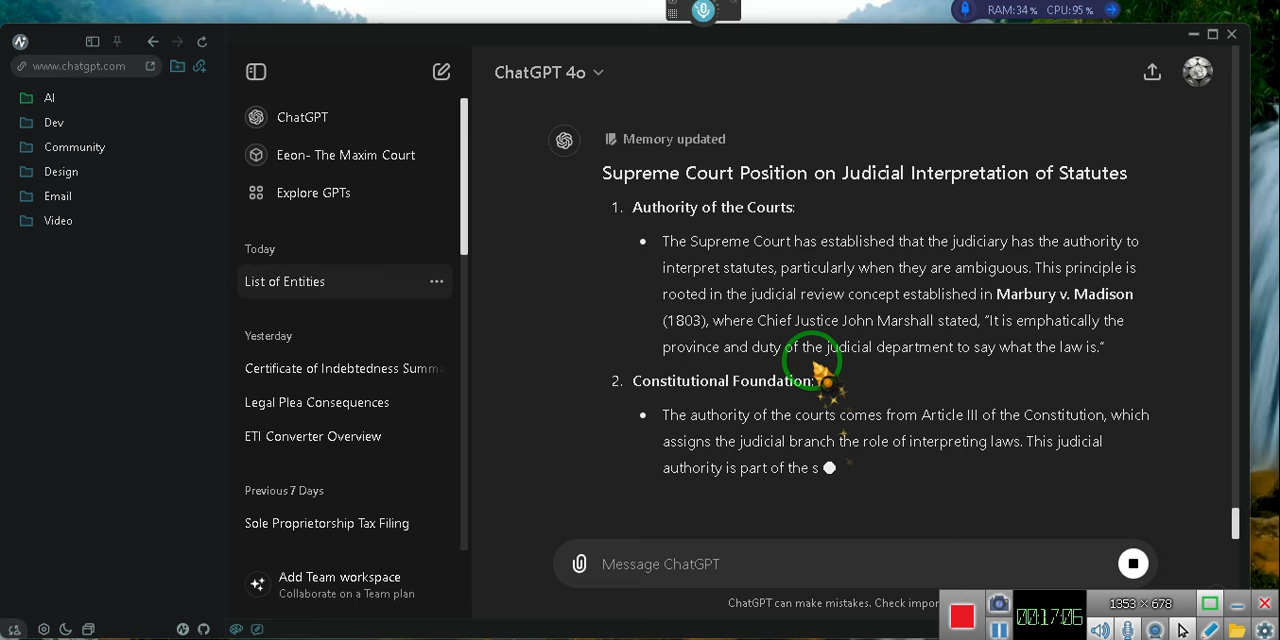 RAM:34 % CPU:95 %
www.chatgpt.com
AI
Dev
Community
Design
Email
Video
ChatGPT
Eeon- The Maxim Court
Explore GPTs
Today
List of Entities
Yesterday
Certificate of Indebtedness Summa
Legal Plea Consequences
ETI Converter Overview
Previous 7 Days
Sole Proprietorship Tax Filing
Add Team workspace
Collaborate on a Team plan
ChatGPT 4o
Memory updated
Supreme Court Position on Judicial Interpretation of Statutes
1. Authority of the Courts:
• The Supreme Court has established that the judiciary has the authority to
interpret statutes, particularly when they are ambiguous. This principle is
rooted in the judicial review concept established in Marbury v. Madison
(1803), where Chief Justice John Marshall stated, "It is emphatically the
province and duty of the judicial department to say what the law is."
2. Constitutional Foundation:
• The authority of the courts comes from Article III of the Constitution, which
assigns the judicial branch the role of interpreting laws. This judicial
authority is part of the s
Message ChatGPT
ChatGPT can make mistakes. Check impor
00:17:06
1353 × 678